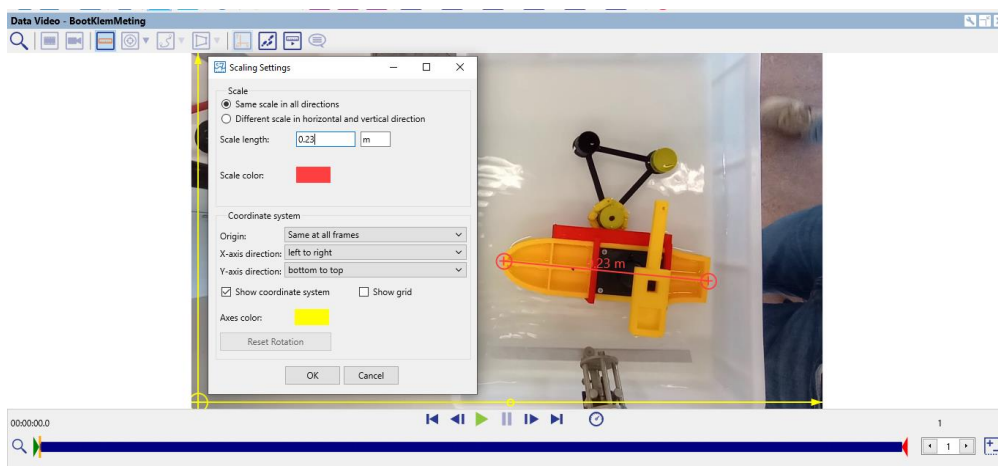 Data Video - BootKlemMeting
Scaling Settings
Scale
Same scale in all directions
Different scale in horizontal and vertical direction
Scale length: 0.23 m
Scale color:
Coordinate system
Origin: Same at all frames
X-axis direction: left to right
Y-axis direction: bottom to top
Show coordinate system Show grid
Axes color:
Reset Rotation
OK Cancel
0.23 m
00:00:00.0 1
1